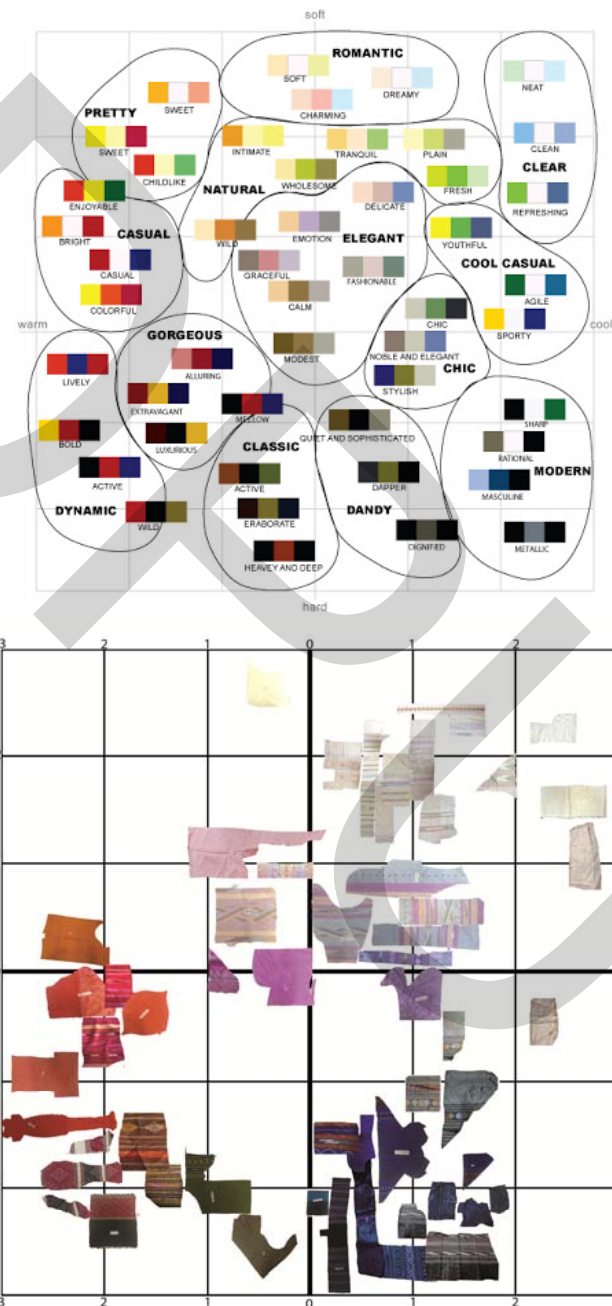 soft
ROMANTIC
SOFT
DREAMY
CHARMING
NEAT
PRETTY
SWEET
SWEET
CHILDLIKE
INTIMATE
TRANQUIL
PLAIN
CLEAN
CLEAR
NATURAL
WHOLESOME
FRESH
REFRESHING
ENJOYABLE
BRIGHT
CASUAL
CASUAL
COLORFUL
WILD
DELICATE
EMOTION
ELEGANT
GRACEFUL
FASHIONABLE
CALM
MODEST
YOUTHFUL
COOL CASUAL
AGILE
SPORTY
warm
cool
CHIC
NOBLE AND ELEGANT
CHIC
STYLISH
GORGEOUS
ALLURING
EXTRAVAGANT
MELLOW
LUXURIOUS
LIVELY
BOLD
ACTIVE
DYNAMIC
WILD
CLASSIC
ACTIVE
ERABORATE
HEAVEY AND DEEP
QUIET AND SOPHISTICATED
DAPPER
DANDY
DIGNIFIED
SHARP
RATIONAL
MODERN
MASCULINE
METALLIC
hard
3 2 1 0 1 2
3 2 1 0 1 2